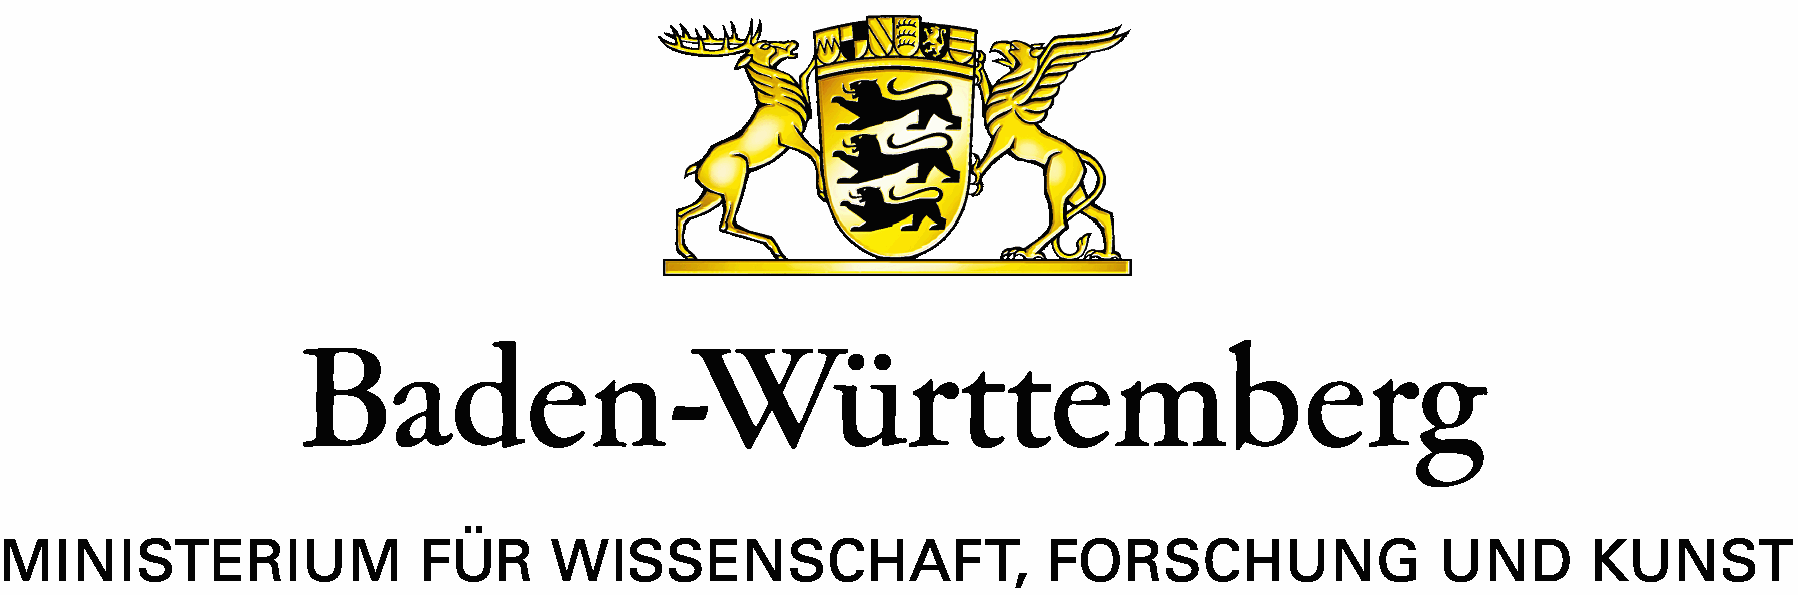 Baden-Württemberg
MINISTERIUM FÜR WISSENSCHAFT, FORSCHUNG UND KUNST